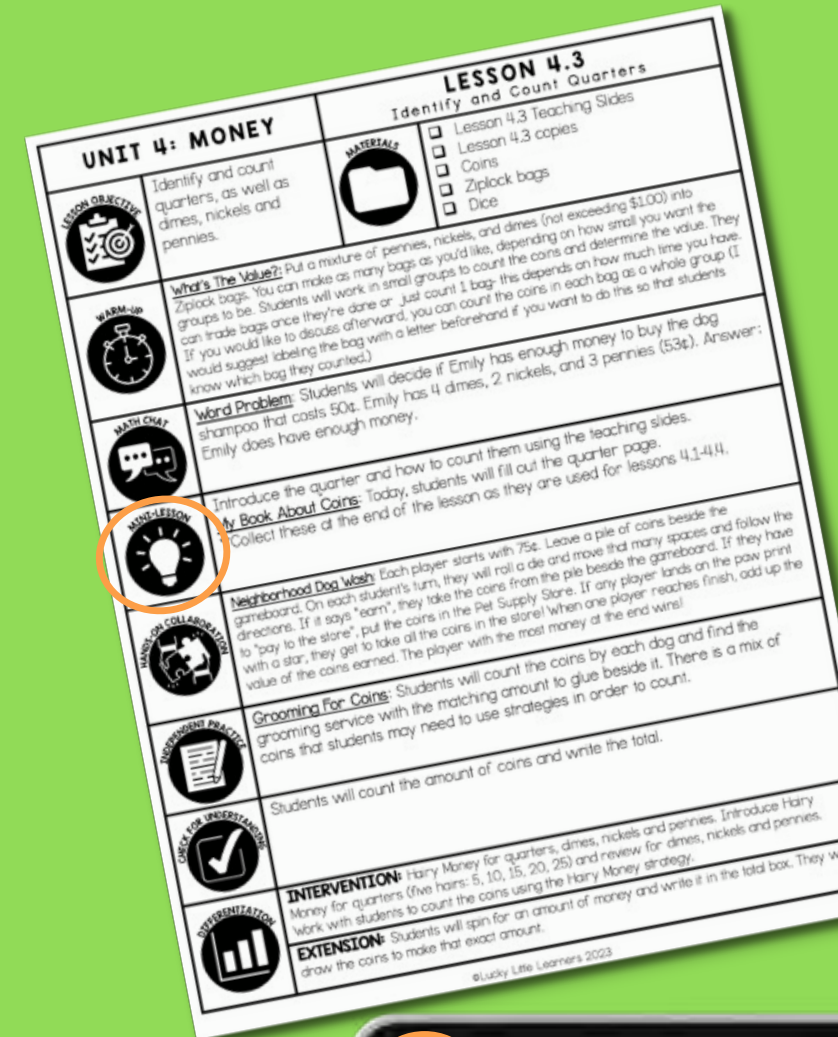 UNIT 4: MONEY
LESSON 4.3
Identify and Count Quarters
LESSON OBJECTIVE
Identify and count
quarters, as well as
dimes, nickels and
pennies.
MATERIALS
❑ Lesson 4.3 Teaching Slides
❑ Lesson 4.3 copies
❑ Coins
❑ Ziplock bags
❑ Dice
WARM-UP
What's The Value?: Put a mixture of pennies, nickels, and dimes (not exceeding $1.00) into
Ziplock bags. You can make as many bags as you'd like, depending on how small you want the
groups to be. Students will work in small groups to count the coins and determine the value. They
can trade bags once they're done or just count 1 bag- this depends on how much time you have.
If you would like to discuss afterward, you can count the coins in each bag as a whole group (I
would suggest labeling the bag with a letter beforehand if you want to do this so that students
know which bag they counted.)
MATH CHAT
Word Problem: Students will decide if Emily has enough money to buy the dog
shampoo that costs 50¢. Emily has 4 dimes, 2 nickels, and 3 pennies (53¢). Answer:
Emily does have enough money.
MINI-LESSON
Introduce the quarter and how to count them using the teaching slides.
My Book About Coins: Today, students will fill out the quarter page.
Collect these at the end of the lesson as they are used for lessons 4.1-4.4.
HANDS-ON COLLABORATION
Neighborhood Dog Wash: Each player starts with 75¢. Leave a pile of coins beside the
gameboard. On each student's turn, they will roll a die and move that many spaces and follow the
directions. If it says "earn", they take the coins from the pile beside the gameboard. If they have
to "pay to the store", put the coins in the Pet Supply Store. If any player lands on the paw print
with a star, they get to take all the coins in the store! When one player reaches finish, add up the
value of the coins earned. The player with the most money at the end wins!
INDEPENDENT PRACTICE
Grooming For Coins: Students will count the coins by each dog and find the
grooming service with the matching amount to glue beside it. There is a mix of
coins that students may need to use strategies in order to count.
CHECK FOR UNDERSTANDING
Students will count the amount of coins and write the total.
DIFFERENTIATION
INTERVENTION: Hairy Money for quarters, dimes, nickels and pennies. Introduce Hairy
Money for quarters (five hairs: 5, 10, 15, 20, 25) and review for dimes, nickels and pennies.
Work with students to count the coins using the Hairy Money strategy.
EXTENSION: Students will spin for an amount of money and write it in the total box. They w
draw the coins to make that exact amount.
©Lucky Little Learners 2023